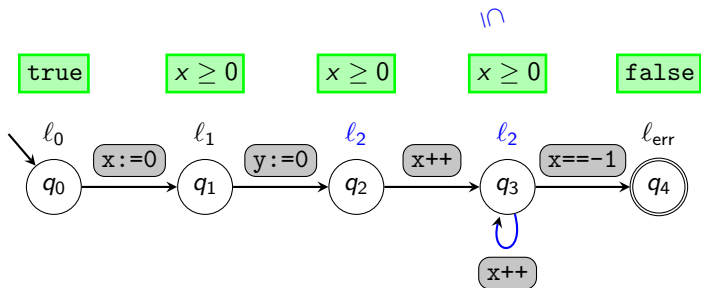 ⊆
true x ≥ 0 x ≥ 0 x ≥ 0 false
ℓ0 ℓ1 ℓ2 ℓ2 ℓerr
x:=0 y:=0 x++ x==-1
q0 q1 q2 q3 q4
x++